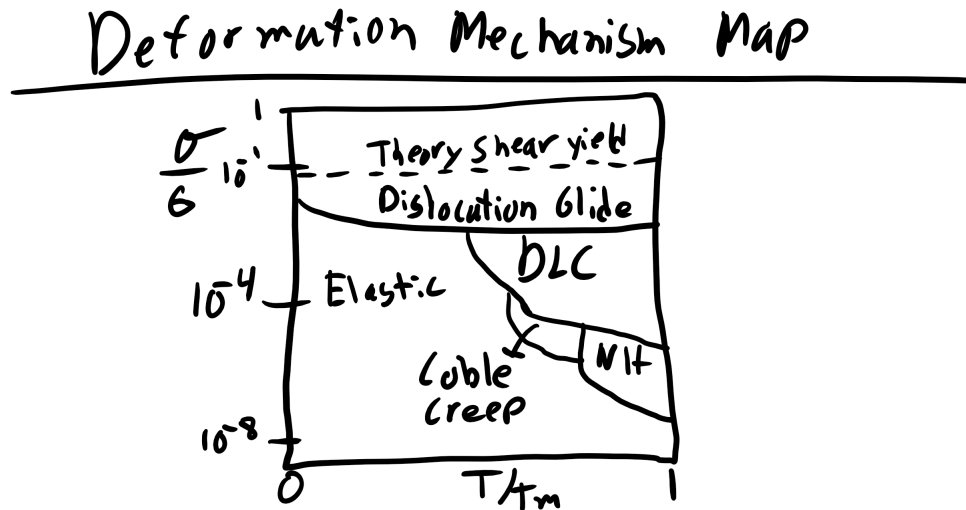 Deformation Mechanism Map
1
σ/G
10⁻¹
Theory shear yield
Dislocation Glide
DLC
10⁻⁴
Elastic
NH
Coble
creep
10⁻⁸
0
T/Tm
1